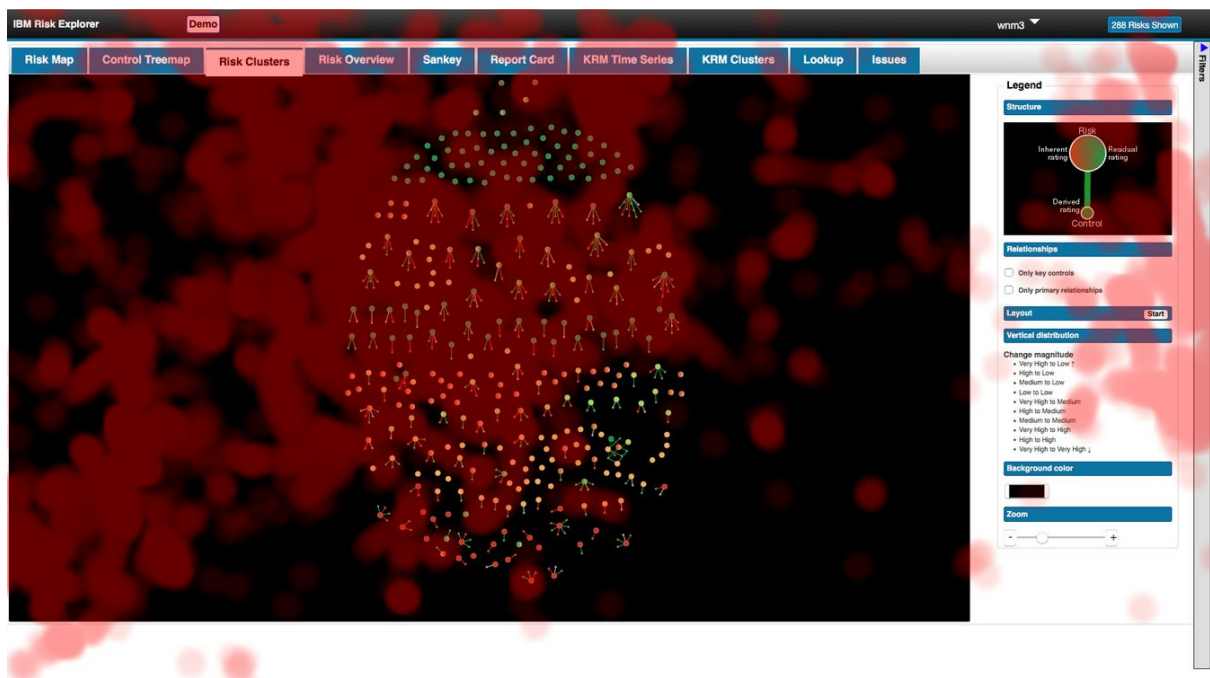 IBM Risk Explorer Demo wnm3 288 Risks Shown
Risk Map Control Treemap Risk Clusters Risk Overview Sankey Report Card KRM Time Series KRM Clusters Lookup Issues
Filters
Legend
Structure
Risk
Inherent rating
Residual rating
Derived rating
Control
Relationships
Only key controls
Only primary relationships
Layout Start
Vertical distribution
Change magnitude
• Very High to Low ↑
• High to Low
• Medium to Low
• Low to Low
• Very High to Medium
• High to Medium
• Medium to Medium
• Very High to High
• High to High
• Very High to Very High ↓
Background color
Zoom
- +